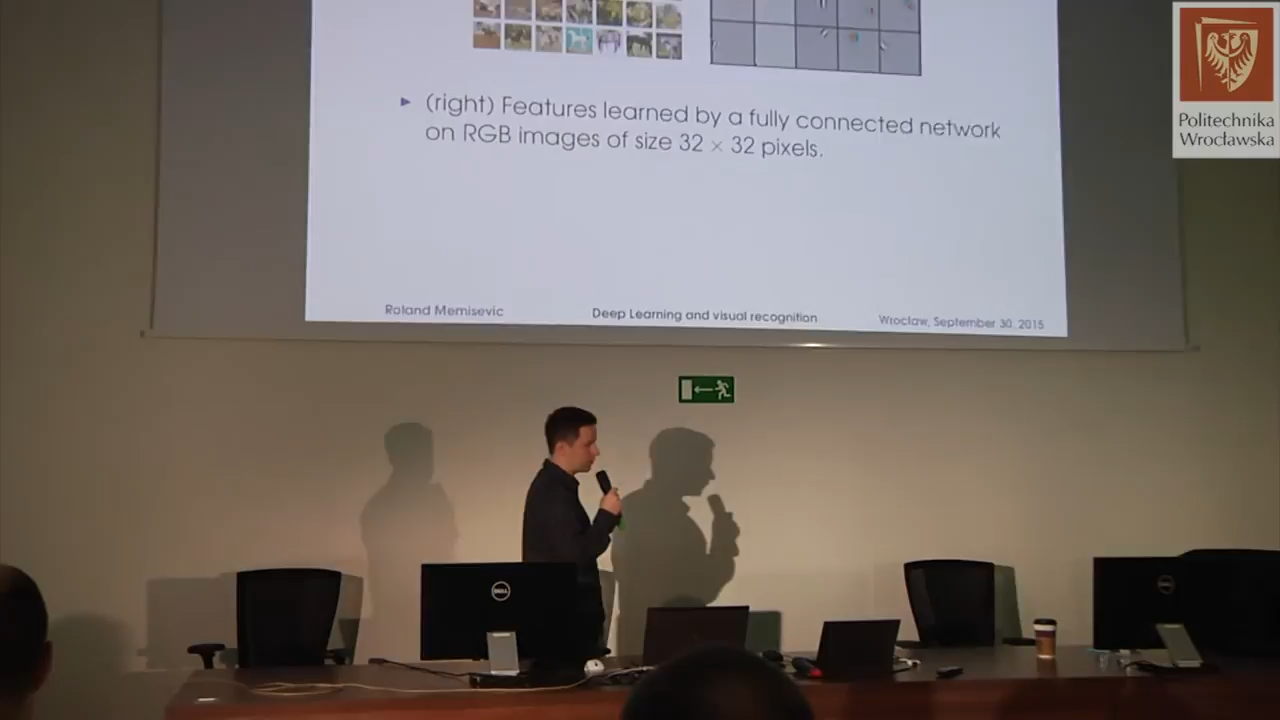 (right) Features learned by a fully connected network
on RGB images of size 32 × 32 pixels.
Roland Memisevic
Deep Learning and visual recognition
Wrocław, September 30, 2015
Politechnika
Wrocławska
DELL
DELL